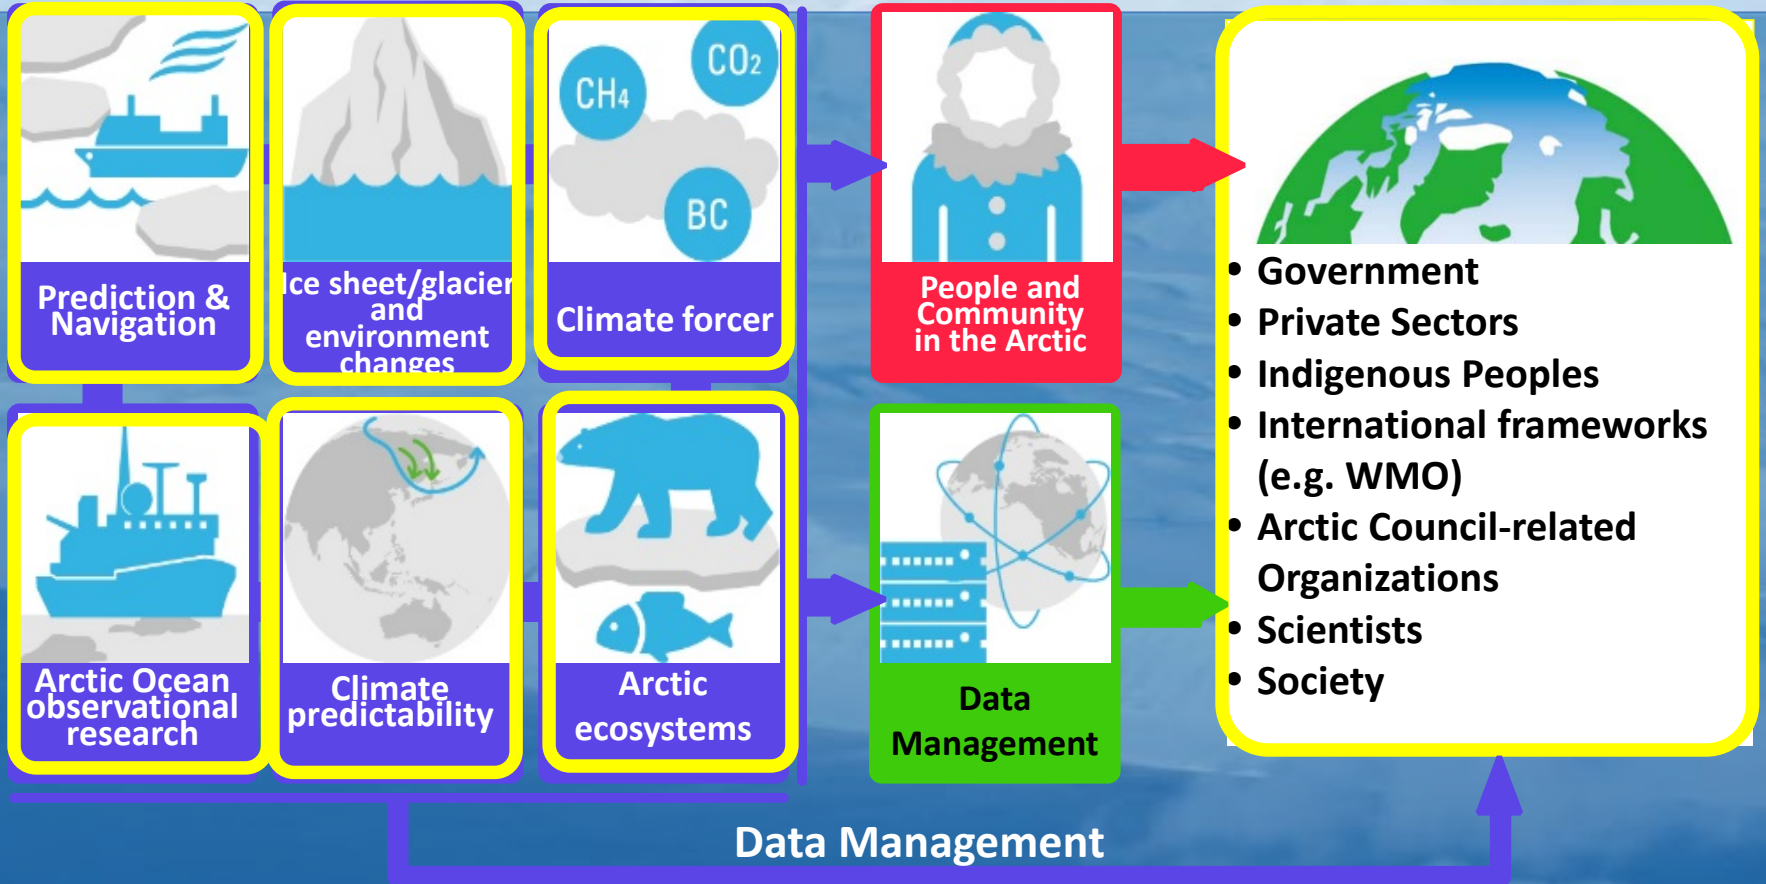 CH₄
CO₂
BC
Prediction &
Navigation
Ice sheet/glacier
and
environment
changes
Climate forcer
People and
Community
in the Arctic
Arctic Ocean
observational
research
Climate
predictability
Arctic
ecosystems
Data
Management
• Government
• Private Sectors
• Indigenous Peoples
• International frameworks
(e.g. WMO)
• Arctic Council-related
Organizations
• Scientists
• Society
Data Management